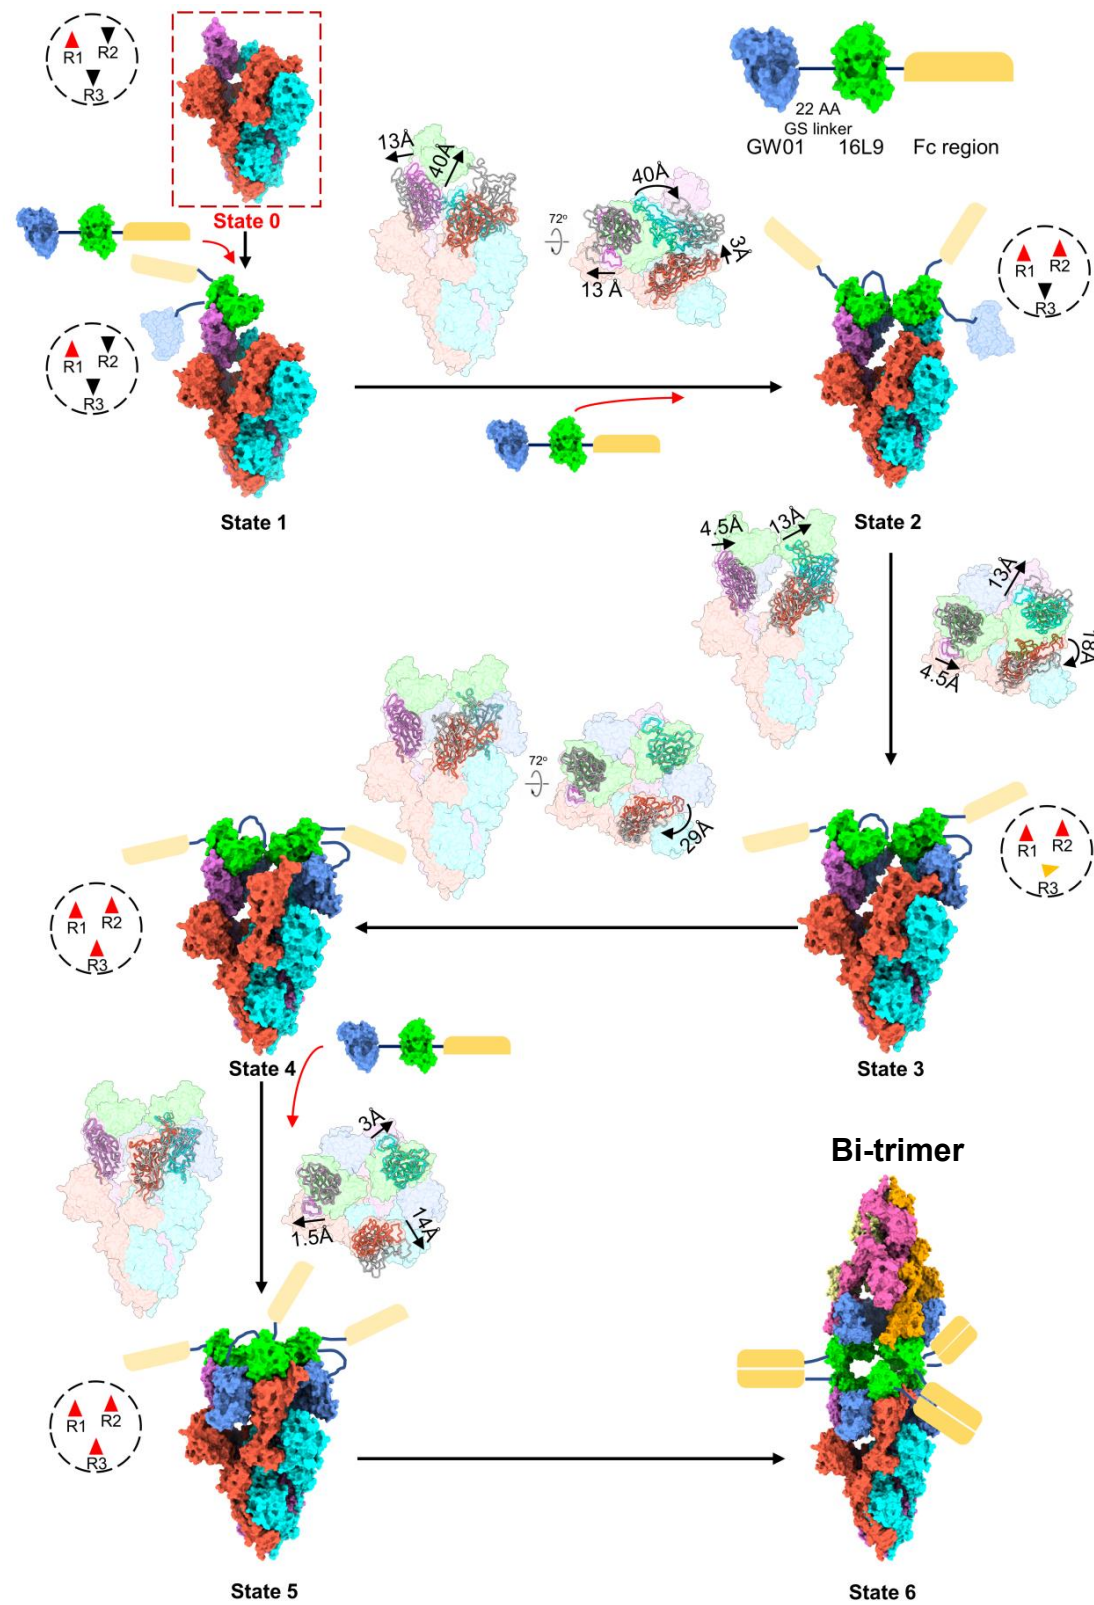 R1
R2
R3
State 0
22 AA
GS linker
GW01 16L9 Fc region
13Å
40Å
72°
40Å
3Å
13 Å
R1
R2
R3
R1
R2
R3
State 1
State 2
4.5Å
13Å
13Å
18Å
4.5Å
72°
29Å
R1
R2
R3
R1
R2
R3
State 4
State 3
3Å
1.5Å
14Å
Bi-trimer
R1
R2
R3
State 5
State 6